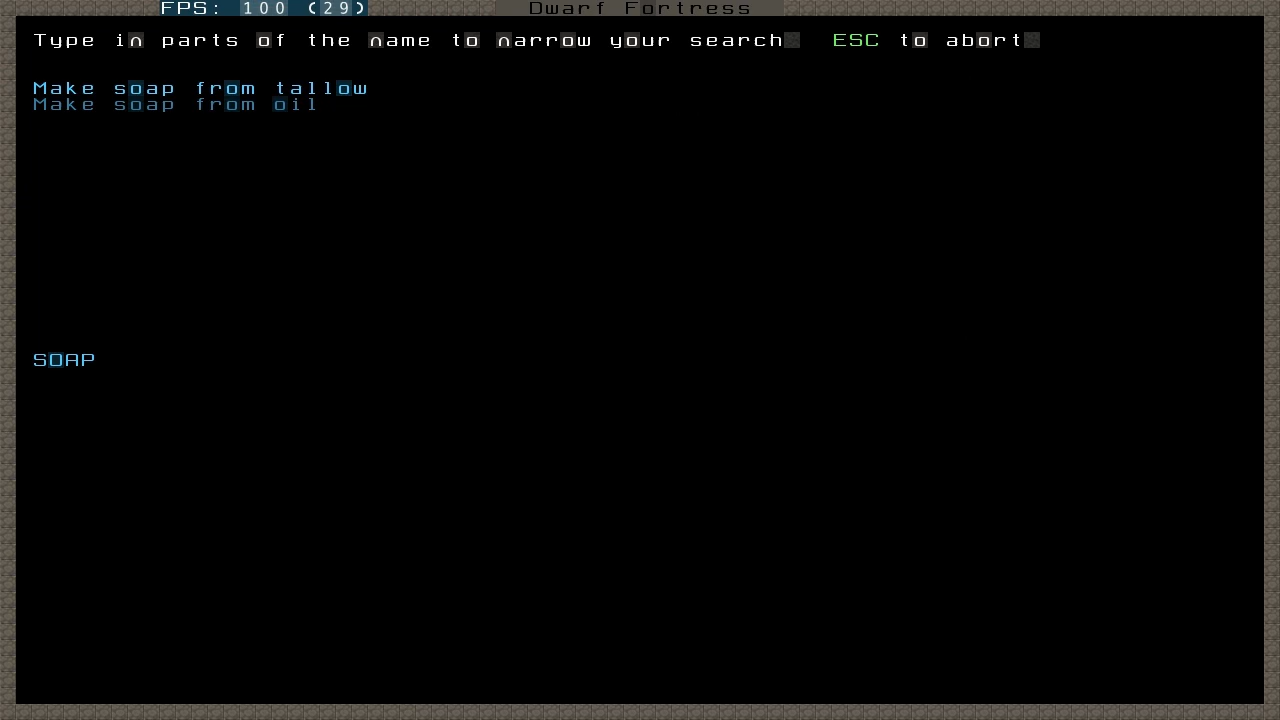 FPS: 100 (29) Dwarf Fortress
Type in parts of the name to narrow your search ESC to abort
Make soap from tallow
Make soap from oil
SOAP